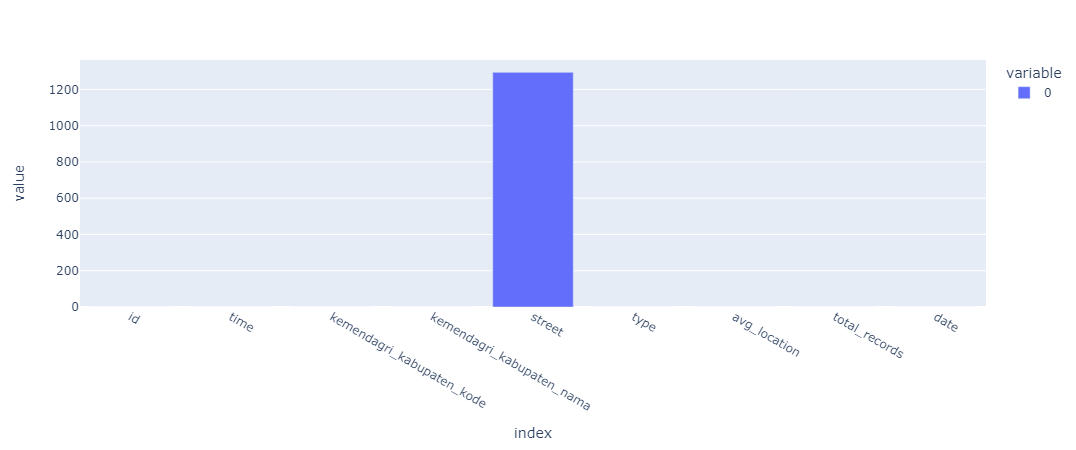 variable
0
value
1200
1000
800
600
400
200
0
id
time
kemendagri_kabupaten_kode
kemendagri_kabupaten_nama
street
type
avg_location
total_records
date
index